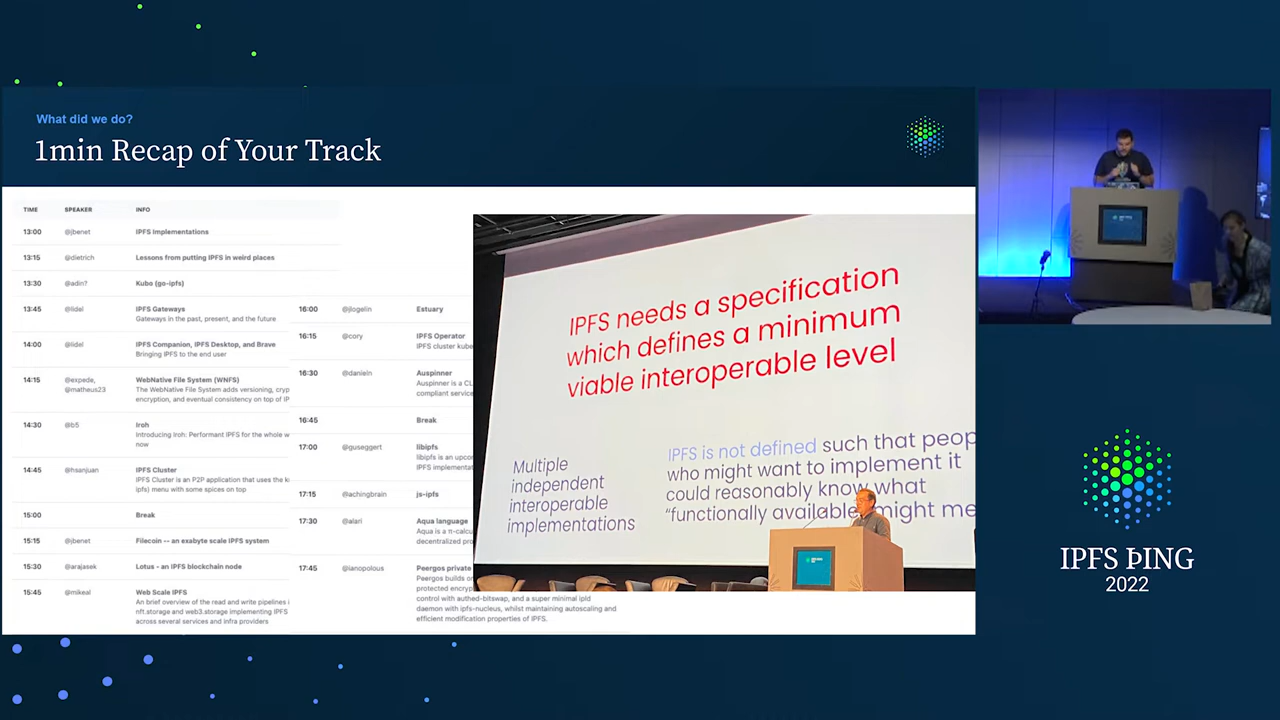 What did we do?
1min Recap of Your Track
TIME SPEAKER INFO
13:00 @jbenet IPFS Implementations
13:15 @dietrich Lessons from putting IPFS in weird places
13:30 @adin? Kubo (go-ipfs)
13:45 @lidel IPFS Gateways
Gateways in the past, present, and the future
14:00 @lidel IPFS Companion, IPFS Desktop, and Brave
Bringing IPFS to the end user
14:15 @expede, WebNative File System (WNFS)
@matheus23 The WebNative File System adds versioning, cryp
encryption, and eventual consistency on top of IP
14:30 @b5 Iroh
Introducing Iroh: Performant IPFS for the whole w
now
14:45 @hsanjuan IPFS Cluster
IPFS Cluster is an P2P application that uses the k
ipfs) menu with some spices on top
15:00 Break
15:15 @jbenet Filecoin -- an exabyte scale IPFS system
15:30 @arajasek Lotus - an IPFS blockchain node
15:45 @mikeal Web Scale IPFS
An brief overview of the read and write pipelines i
nft.storage and web3.storage implementing IPFS
across several services and infra providers
16:00 @jlogelin Estuary
16:15 @cory IPFS Operator
IPFS cluster kube
16:30 @danieln Auspinner
Auspinner is a CL
compliant service
16:45 Break
17:00 @guseggert libipfs
libipfs is an upco
IPFS implementat
17:15 @achingbrain js-ipfs
17:30 @alari Aqua language
Aqua is a π-calcu
decentralized pro
17:45 @ianopolous Peergos private
Peergos builds on
protected encryp
control with authed-bitswap, and a super minimal ipld
daemon with ipfs-nucleus, whilst maintaining autoscaling and
efficient modification properties of IPFS.
IPFS needs a specification
which defines a minimum
viable interoperable level
Multiple
independent
interoperable
implementations
IPFS is not defined such that peop
who might want to implement it
could reasonably know what
“functionally available might me
IPFS ÞING
2022